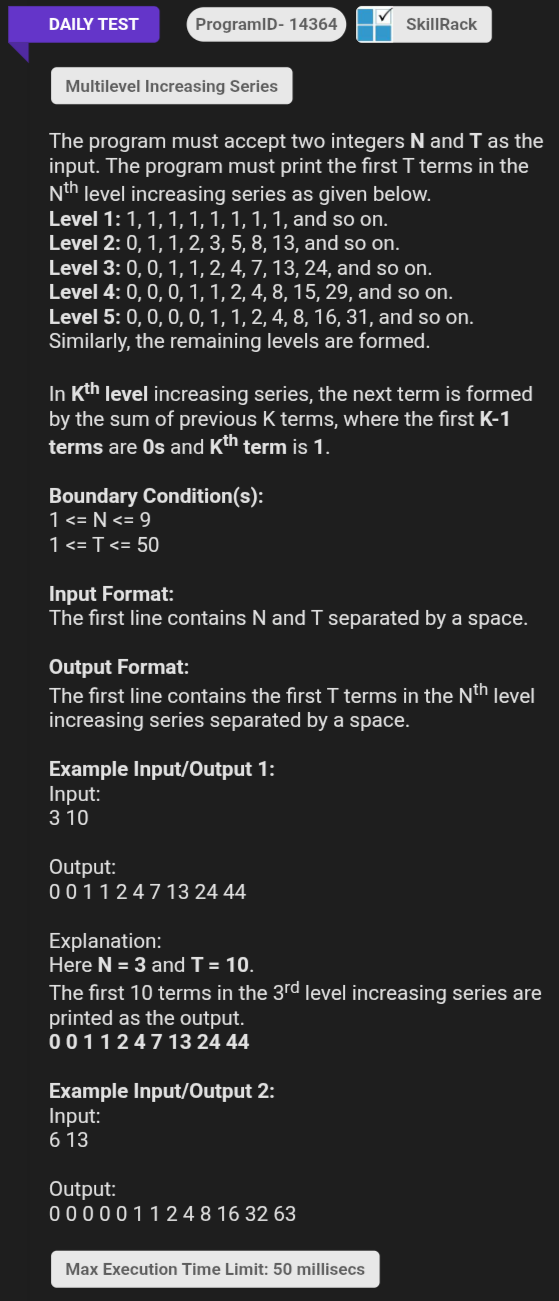 DAILY TEST
ProgramID- 14364
SkillRack
Multilevel Increasing Series
The program must accept two integers N and T as the
input. The program must print the first T terms in the
Nth level increasing series as given below.
Level 1: 1, 1, 1, 1, 1, 1, 1, 1, and so on.
Level 2: 0, 1, 1, 2, 3, 5, 8, 13, and so on.
Level 3: 0, 0, 1, 1, 2, 4, 7, 13, 24, and so on.
Level 4: 0, 0, 0, 1, 1, 2, 4, 8, 15, 29, and so on.
Level 5: 0, 0, 0, 0, 1, 1, 2, 4, 8, 16, 31, and so on.
Similarly, the remaining levels are formed.
In Kth level increasing series, the next term is formed
by the sum of previous K terms, where the first K-1
terms are 0s and Kth term is 1.
Boundary Condition(s):
1 <= N <= 9
1 <= T <= 50
Input Format:
The first line contains N and T separated by a space.
Output Format:
The first line contains the first T terms in the Nth level
increasing series separated by a space.
Example Input/Output 1:
Input:
3 10
Output:
0 0 1 1 2 4 7 13 24 44
Explanation:
Here N = 3 and T = 10.
The first 10 terms in the 3rd level increasing series are
printed as the output.
0 0 1 1 2 4 7 13 24 44
Example Input/Output 2:
Input:
6 13
Output:
0 0 0 0 0 1 1 2 4 8 16 32 63
Max Execution Time Limit: 50 millisecs